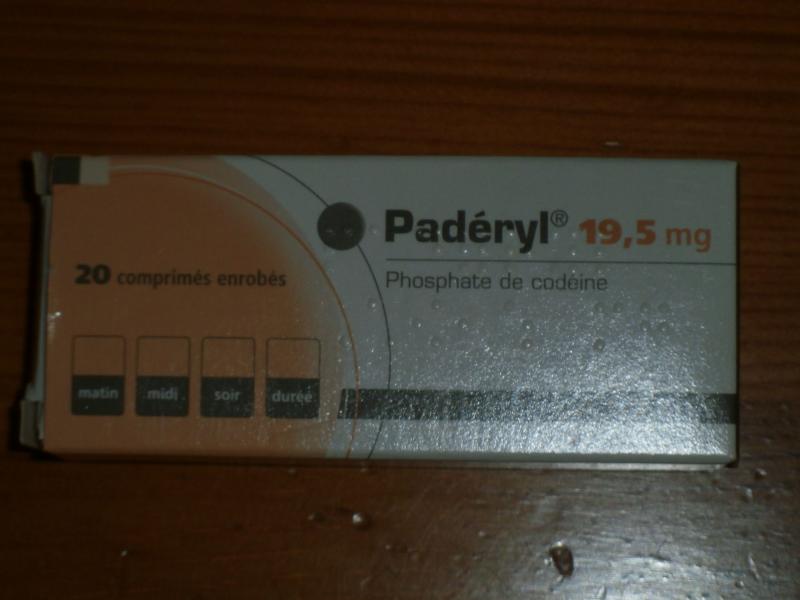 Padéryl® 19,5 mg
Phosphate de codéine
20 comprimés enrobés
matin midi soir durée